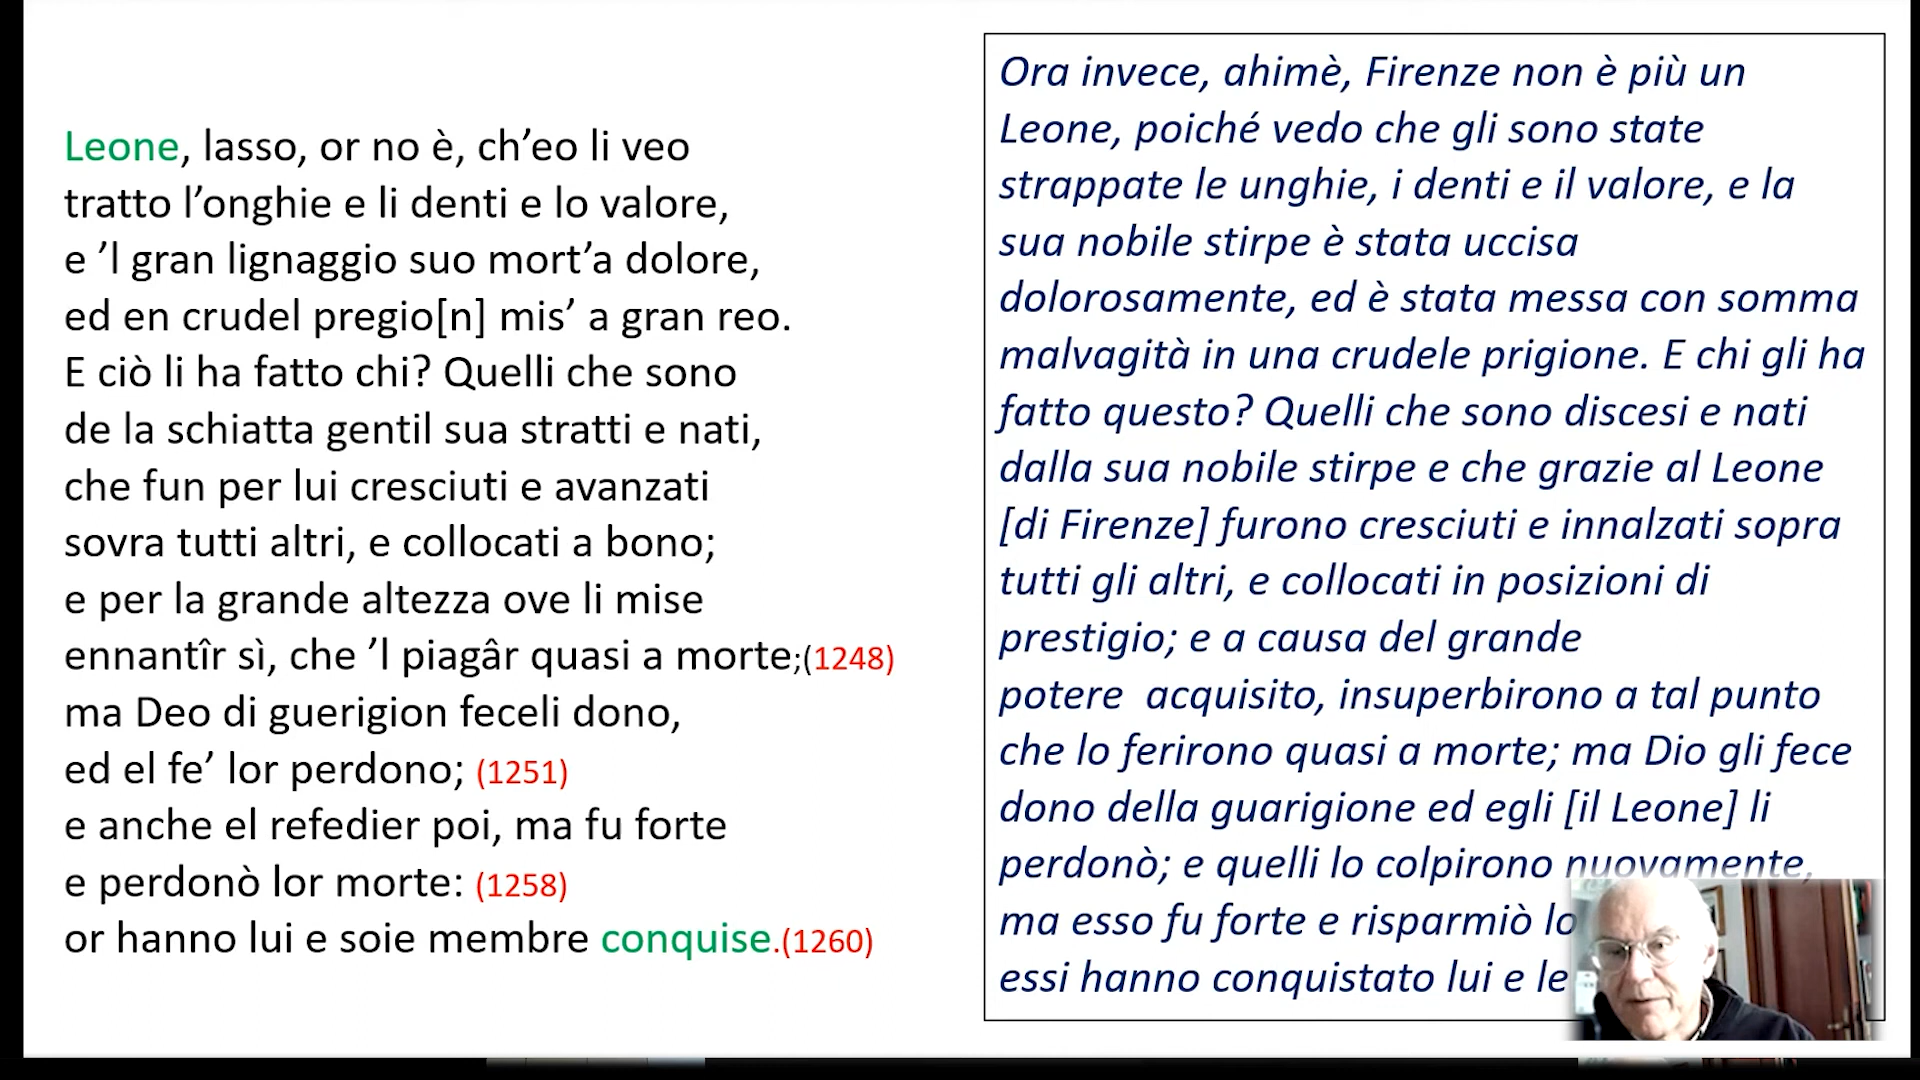 Leone, lasso, or no è, ch’eo li veo
tratto l’onghie e li denti e lo valore,
e ’l gran lignaggio suo mort’a dolore,
ed en crudel pregio[n] mis’ a gran reo.
E ciò li ha fatto chi? Quelli che sono
de la schiatta gentil sua stratti e nati,
che fun per lui cresciuti e avanzati
sovra tutti altri, e collocati a bono;
e per la grande altezza ove li mise
ennantîr sì, che ’l piagâr quasi a morte;(1248)
ma Deo di guerigion feceli dono,
ed el fe’ lor perdono; (1251)
e anche el refedier poi, ma fu forte
e perdonò lor morte: (1258)
or hanno lui e soie membre conquise.(1260)
Ora invece, ahimè, Firenze non è più un
Leone, poiché vedo che gli sono state
strappate le unghie, i denti e il valore, e la
sua nobile stirpe è stata uccisa
dolorosamente, ed è stata messa con somma
malvagità in una crudele prigione. E chi gli ha
fatto questo? Quelli che sono discesi e nati
dalla sua nobile stirpe e che grazie al Leone
[di Firenze] furono cresciuti e innalzati sopra
tutti gli altri, e collocati in posizioni di
prestigio; e a causa del grande
potere  acquisito, insuperbirono a tal punto
che lo ferirono quasi a morte; ma Dio gli fece
dono della guarigione ed egli [il Leone] li
perdonò; e quelli lo colpirono nuovamente,
ma esso fu forte e risparmiò
essi hanno conquistato lui e le